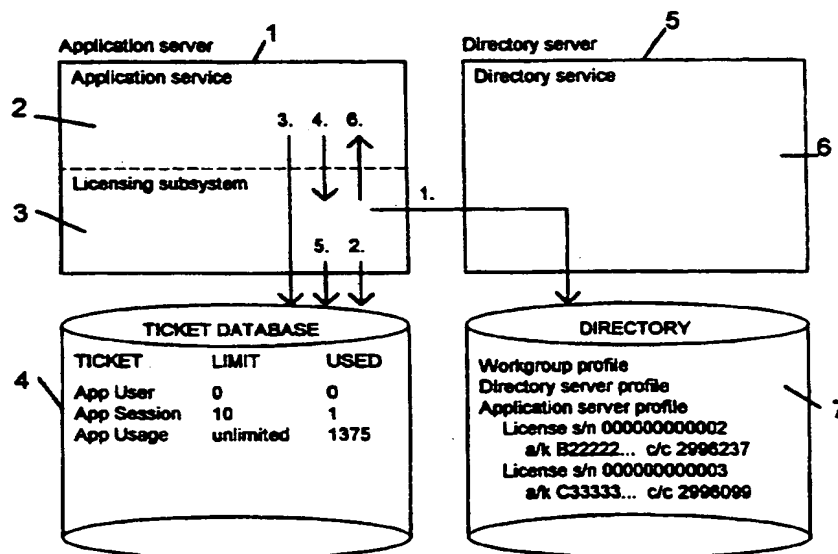 1
5
Application server
Directory server
Application service
Directory service
2
3. 4. 6.
6
Licensing subsystem
1.
3
5. 2.
TICKET DATABASE
DIRECTORY
TICKET LIMIT USED
4
App User 0 0
App Session 10 1
App Usage unlimited 1375
Workgroup profile
Directory server profile
Application server profile
7
License s/n 000000000002
a/k B22222... c/c 2996237
License s/n 000000000003
a/k C33333... c/c 2996099